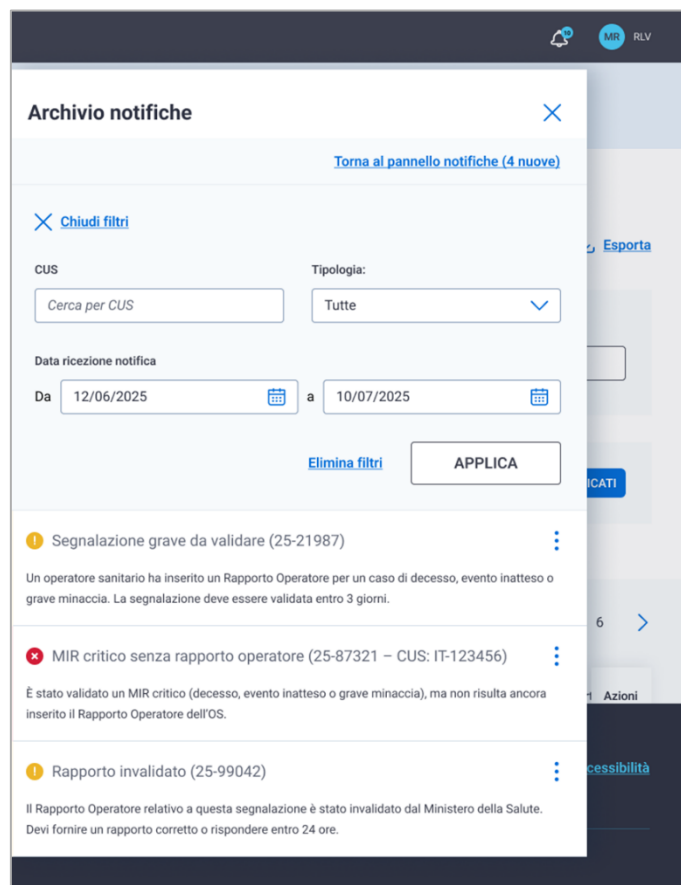 10
MR
RLV
Archivio notifiche
Torna al pannello notifiche (4 nuove)
Chiudi filtri
Esporta
CUS
Tipologia:
Cerca per CUS
Tutte
Data ricezione notifica
Da
12/06/2025
a
10/07/2025
Elimina filtri
APPLICA
ICATI
Segnalazione grave da validare (25-21987)
Un operatore sanitario ha inserito un Rapporto Operatore per un caso di decesso, evento inatteso o
grave minaccia. La segnalazione deve essere validata entro 3 giorni.
6
MIR critico senza rapporto operatore (25-87321 – CUS: IT-123456)
È stato validato un MIR critico (decesso, evento inatteso o grave minaccia), ma non risulta ancora
inserito il Rapporto Operatore dell'OS.
Azioni
Rapporto invalidato (25-99042)
cessibilità
Il Rapporto Operatore relativo a questa segnalazione è stato invalidato dal Ministero della Salute.
Devi fornire un rapporto corretto o rispondere entro 24 ore.